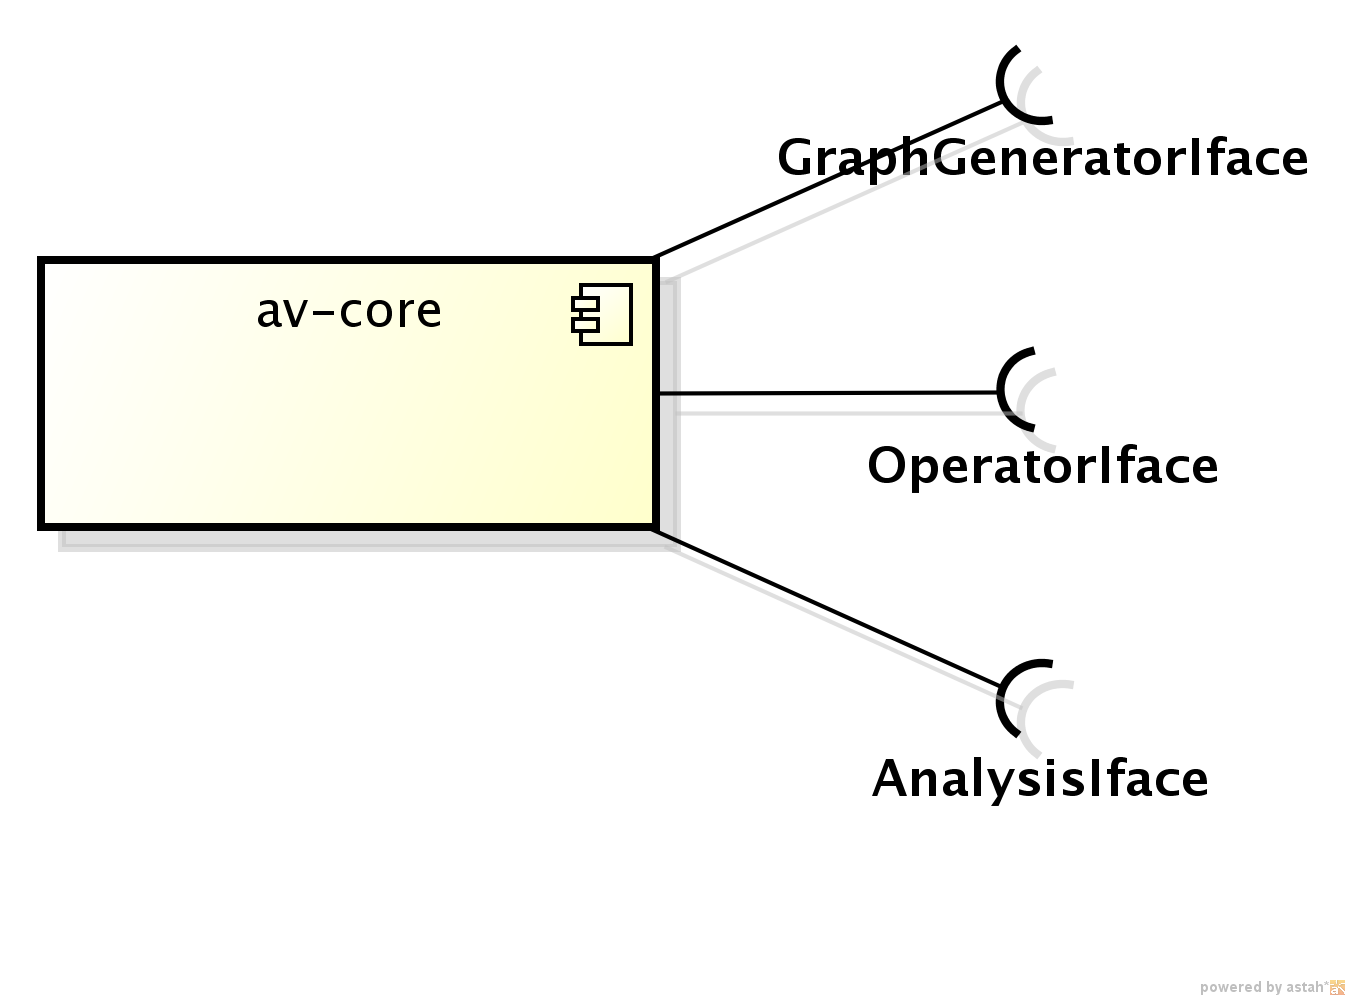 GraphGeneratorIface
av-core
OperatorIface
AnalysisIface
powered by astah*